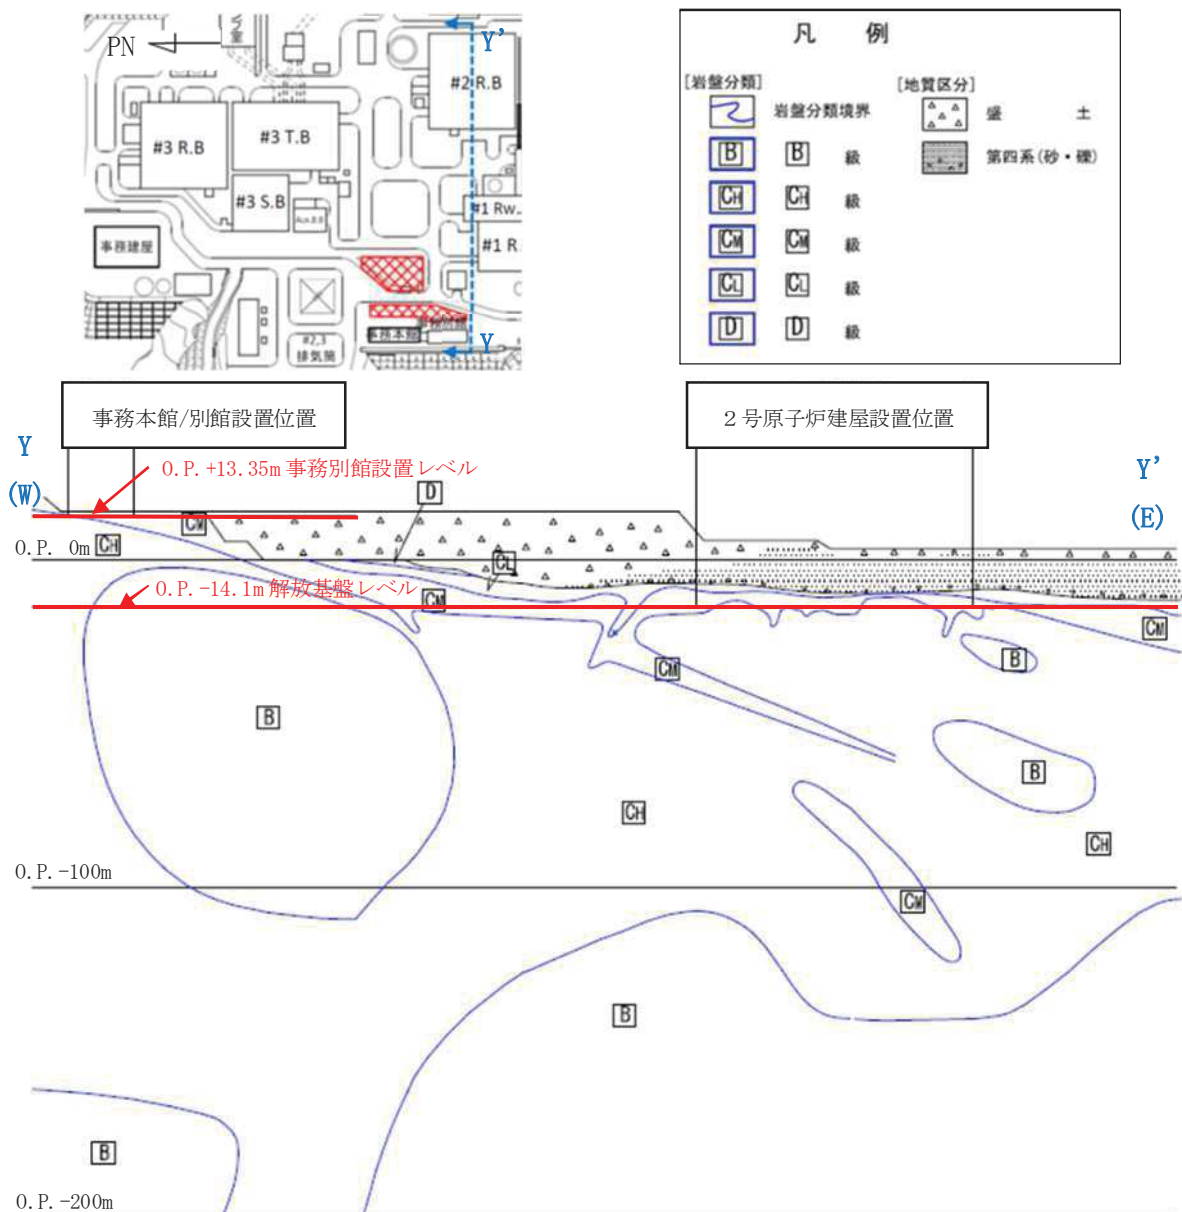 PN
Y'
#2 R.B
#3 R.B
#3 T.B
#3 S.B
#1 Rw.
#1 R.
事務建屋
事務本館
#2,3
排気筒
Y
凡 例
[岩盤分類]
[地質区分]
岩盤分類境界
盛 土
B B 級
第四系(砂・礫)
CH CH 級
CM CM 級
CL CL 級
D D 級
事務本館/別館設置位置
2号原子炉建屋設置位置
Y
(W)
Y'
(E)
O.P.+13.35m 事務別館設置レベル
D
CM
O.P. 0m
CH
CL
O.P.-14.1m 解放基盤レベル
CM
CM
CM
B
B
B
CH
CH
O.P.-100m
CM
B
B
O.P.-200m